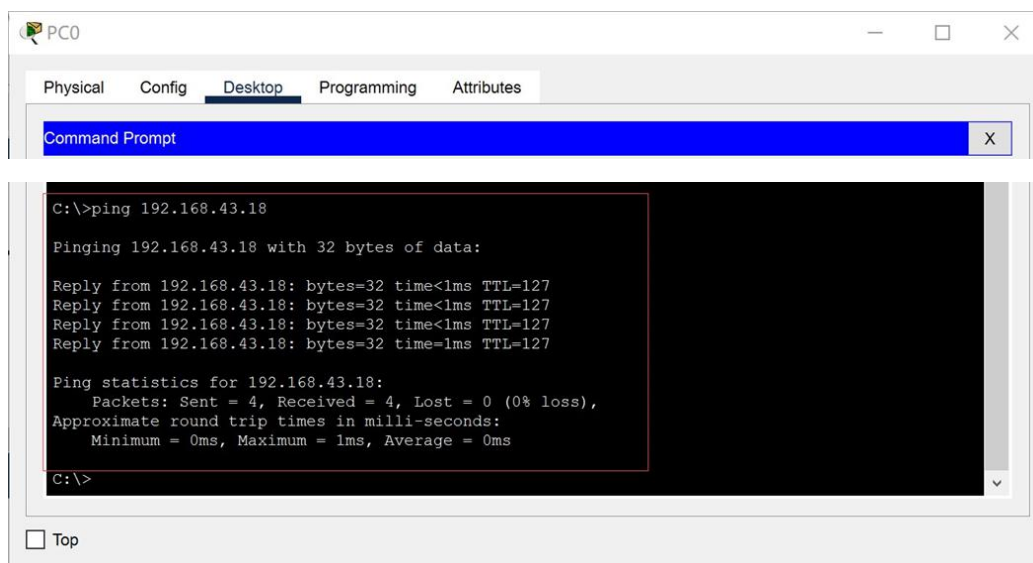 PC0
Physical Config Desktop Programming Attributes
Command Prompt X
C:\>ping 192.168.43.18
Pinging 192.168.43.18 with 32 bytes of data:
Reply from 192.168.43.18: bytes=32 time<1ms TTL=127
Reply from 192.168.43.18: bytes=32 time<1ms TTL=127
Reply from 192.168.43.18: bytes=32 time<1ms TTL=127
Reply from 192.168.43.18: bytes=32 time=1ms TTL=127
Ping statistics for 192.168.43.18:
Packets: Sent = 4, Received = 4, Lost = 0 (0% loss),
Approximate round trip times in milli-seconds:
Minimum = 0ms, Maximum = 1ms, Average = 0ms
C:\>
Top